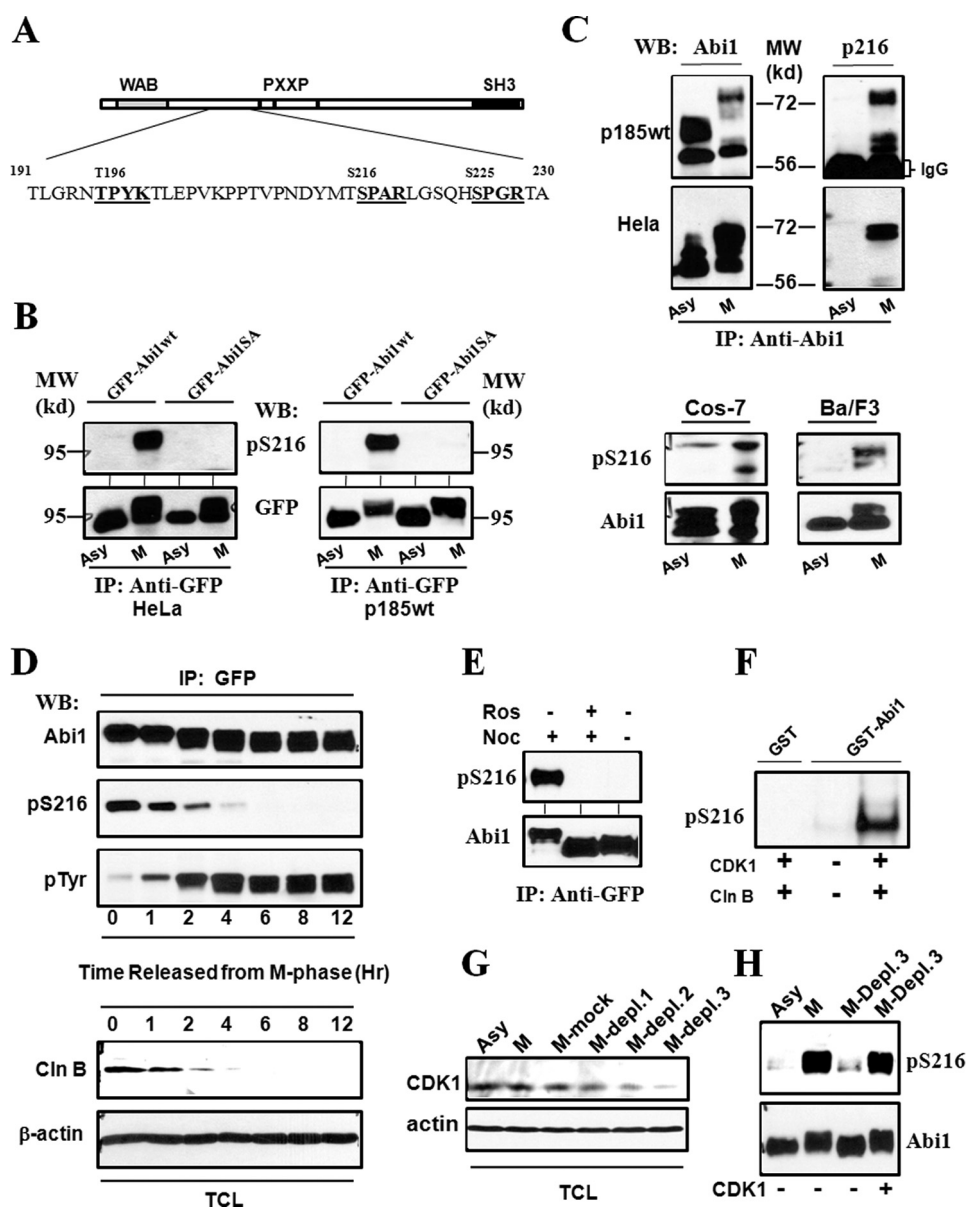 A
WAB PXXP SH3
191 T196 S216 S225 230
TLGRNTPYKTLEPVKPPTVPNDYMTSPARLGSQHSPGRTA
B
GFP-Abi1wt GFP-Abi1SA GFP-Abi1wt GFP-Abi1SA
MW (kd) WB: MW (kd)
95 pS216 95
95 GFP 95
Asy M Asy M Asy M Asy M
IP: Anti-GFP IP: Anti-GFP
HeLa p185wt
C
WB: Abi1 MW (kd) p216
p185wt 72
56 IgG
Hela 72
56
Asy M Asy M
IP: Anti-Abi1
Cos-7 Ba/F3
pS216
Abi1
Asy M Asy M
D
IP: GFP
WB:
Abi1
pS216
pTyr
0 1 2 4 6 8 12
Time Released from M-phase (Hr)
0 1 2 4 6 8 12
Cln B
β-actin
TCL
E
Ros - + -
Noc + + -
pS216
Abi1
IP: Anti-GFP
F
GST GST-Abi1
pS216
CDK1 + - +
Cln B + - +
G
Asy M M-mock M-depl.1 M-depl.2 M-depl.3
CDK1
actin
TCL
H
Asy M M-Depl.3 M-Depl.3
pS216
Abi1
CDK1 - - - +